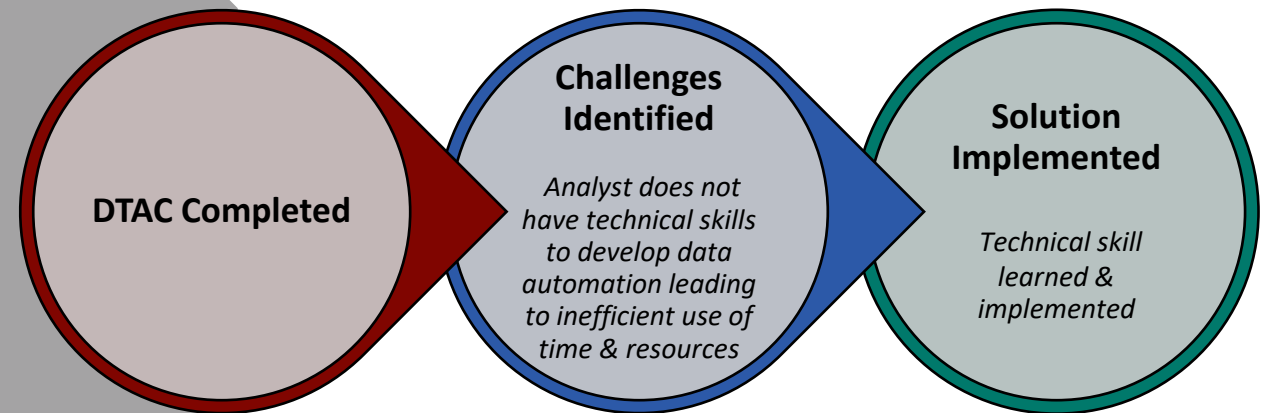 DTAC Completed
Challenges
Identified
Analyst does not
have technical skills
to develop data
automation leading
to inefficient use of
time & resources
Solution
Implemented
Technical skill
learned &
implemented